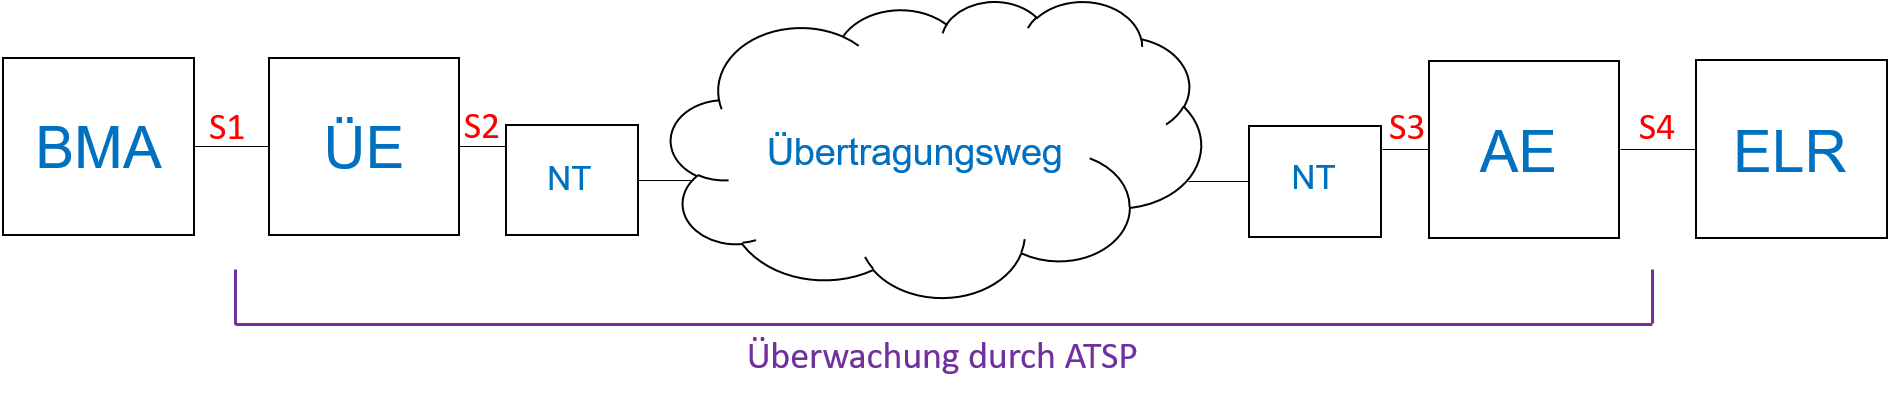 BMA
S1
ÜE
S2
NT
Übertragungsweg
NT
S3
AE
S4
ELR
Überwachung durch ATSP